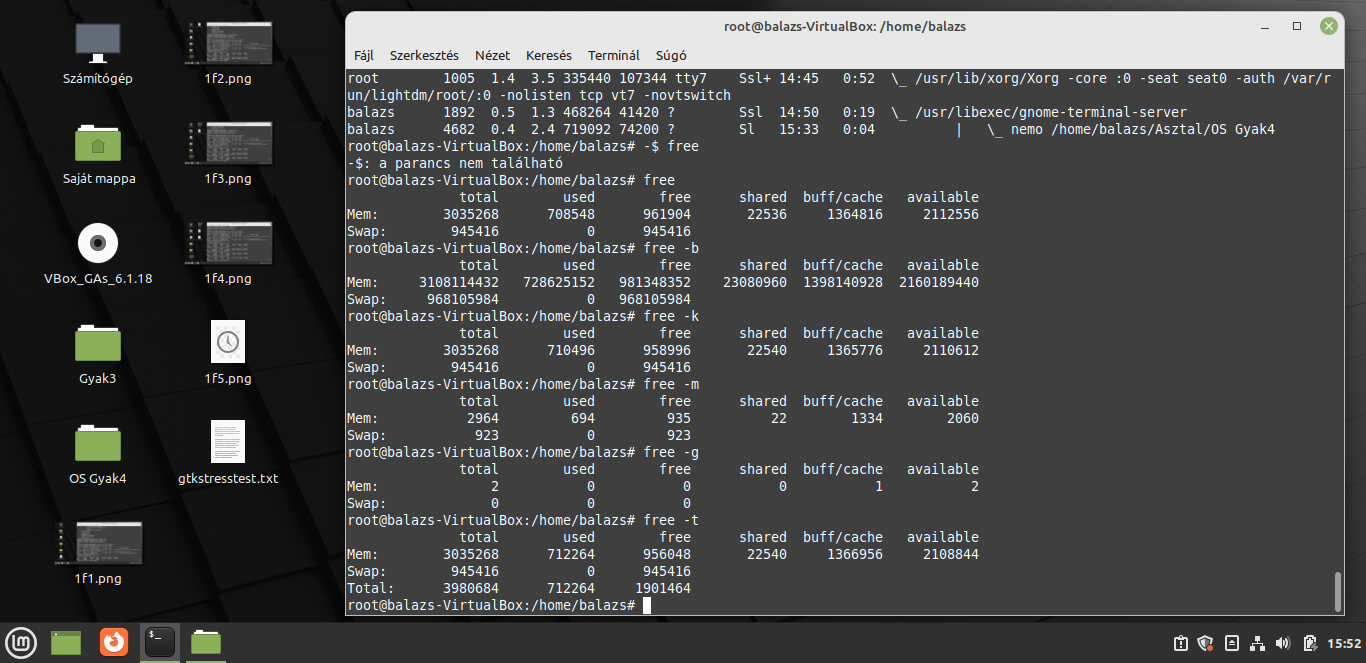 Számítógép
1f2.png
Saját mappa
1f3.png
VBox_GAs_6.1.18
1f4.png
Gyak3
1f5.png
OS Gyak4
gtkstresstest.txt
1f1.png
root@balazs-VirtualBox: /home/balazs
Fájl Szerkesztés Nézet Keresés Terminál Súgó
root        1005  1.4  3.5 335440 107344 tty7    Ssl+ 14:45   0:52  \_ /usr/lib/xorg/Xorg -core :0 -seat seat0 -auth /var/r
un/lightdm/root/:0 -nolisten tcp vt7 -novtswitch
balazs      1892  0.5  1.3 468264 41420 ?        Ssl  14:50   0:19  \_ /usr/libexec/gnome-terminal-server
balazs      4682  0.4  2.4 719092 74200 ?        Sl   15:33   0:04          |   \_ nemo /home/balazs/Asztal/OS Gyak4
root@balazs-VirtualBox:/home/balazs# -$ free
-$: a parancs nem található
root@balazs-VirtualBox:/home/balazs# free
              total        used        free      shared  buff/cache   available
Mem:        3035268      708548      961904       22536     1364816     2112556
Swap:        945416           0      945416
root@balazs-VirtualBox:/home/balazs# free -b
              total        used        free      shared  buff/cache   available
Mem:     3108114432   728625152   981348352    23080960  1398140928  2160189440
Swap:     968105984           0   968105984
root@balazs-VirtualBox:/home/balazs# free -k
              total        used        free      shared  buff/cache   available
Mem:        3035268      710496      958996       22540     1365776     2110612
Swap:        945416           0      945416
root@balazs-VirtualBox:/home/balazs# free -m
              total        used        free      shared  buff/cache   available
Mem:           2964         694         935          22        1334        2060
Swap:           923           0         923
root@balazs-VirtualBox:/home/balazs# free -g
              total        used        free      shared  buff/cache   available
Mem:              2           0           0           0           1           2
Swap:             0           0           0
root@balazs-VirtualBox:/home/balazs# free -t
              total        used        free      shared  buff/cache   available
Mem:        3035268      712264      956048       22540     1366956     2108844
Swap:        945416           0      945416
Total:      3980684      712264     1901464
root@balazs-VirtualBox:/home/balazs#
$_
15:52